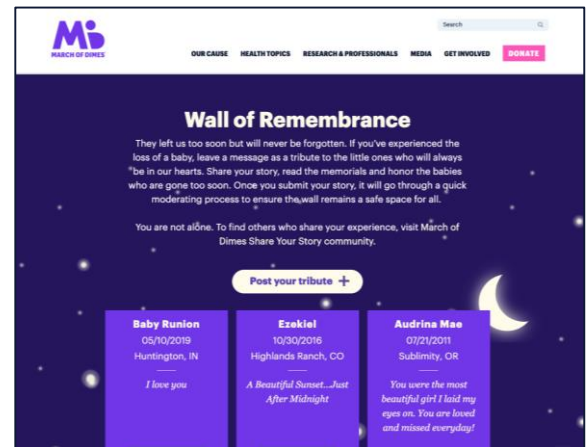 Search
MARCH OF DIMES
OUR CAUSE HEALTH TOPICS RESEARCH & PROFESSIONALS MEDIA GET INVOLVED DONATE
Wall of Remembrance
They left us too soon but will never be forgotten. If you've experienced the
loss of a baby, leave a message as a tribute to the little ones who will always
be in our hearts. Share your story, read the memorials and honor the babies
who are gone too soon. Once you submit your story, it will go through a quick
moderating process to ensure the wall remains a safe space for all.
You are not alone. To find others who share your experience, visit March of
Dimes Share Your Story community.
Post your tribute +
Baby Runion
05/10/2019
Huntington, IN
I love you
Ezekiel
10/30/2016
Highlands Ranch, CO
A Beautiful Sunset...Just
After Midnight
Audrina Mae
07/21/2011
Sublimity, OR
You were the most
beautiful girl I laid my
eyes on. You are loved
and missed everyday!